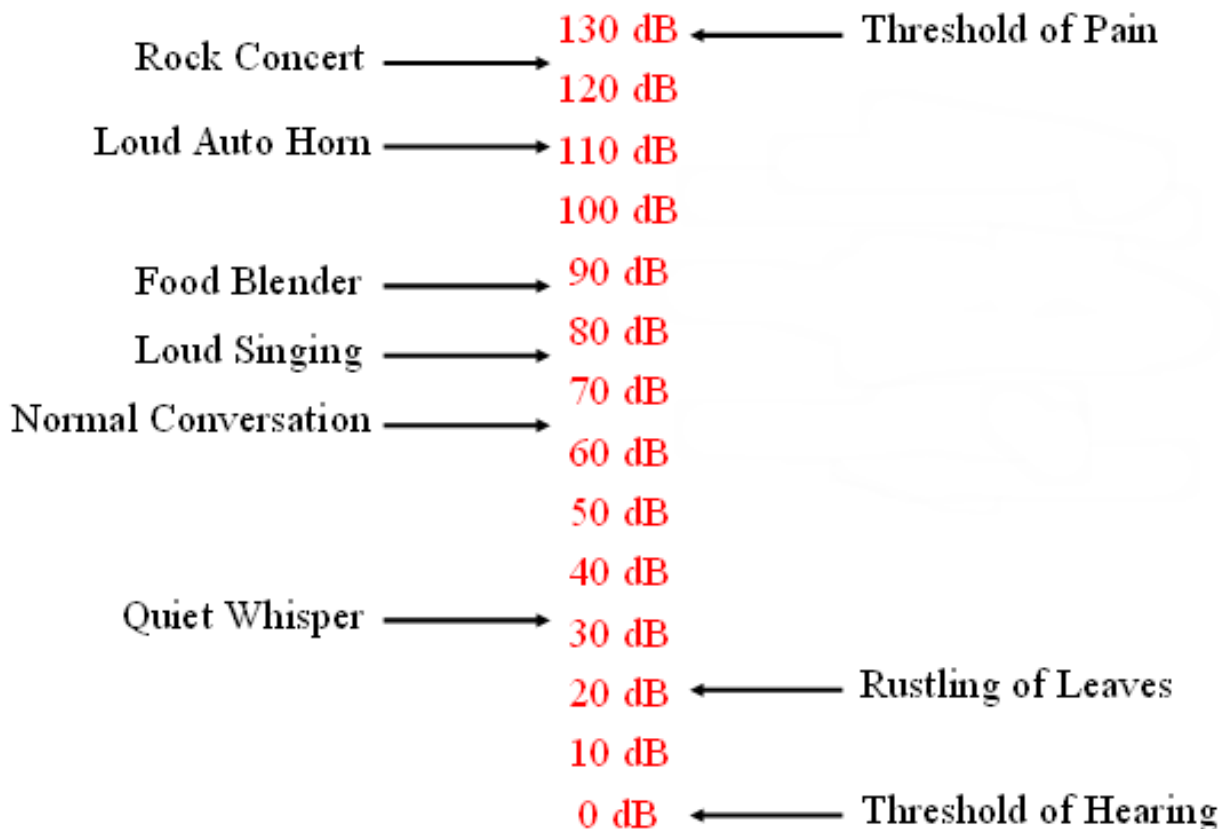 130 dB Threshold of Pain
Rock Concert
120 dB
Loud Auto Horn 110 dB
100 dB
Food Blender 90 dB
80 dB
Loud Singing
70 dB
Normal Conversation
60 dB
50 dB
40 dB
Quiet Whisper 30 dB
20 dB Rustling of Leaves
10 dB
0 dB Threshold of Hearing